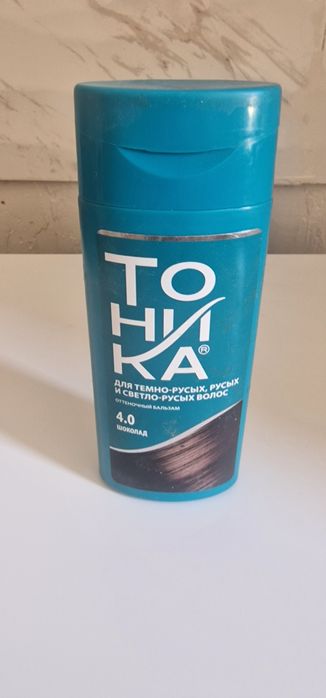 ТО
НИ
КА®
ДЛЯ ТЕМНО-РУСЫХ, РУСЫХ
И СВЕТЛО-РУСЫХ ВОЛОС
ОТТЕНОЧНЫЙ БАЛЬЗАМ
4.0
ШОКОЛАД